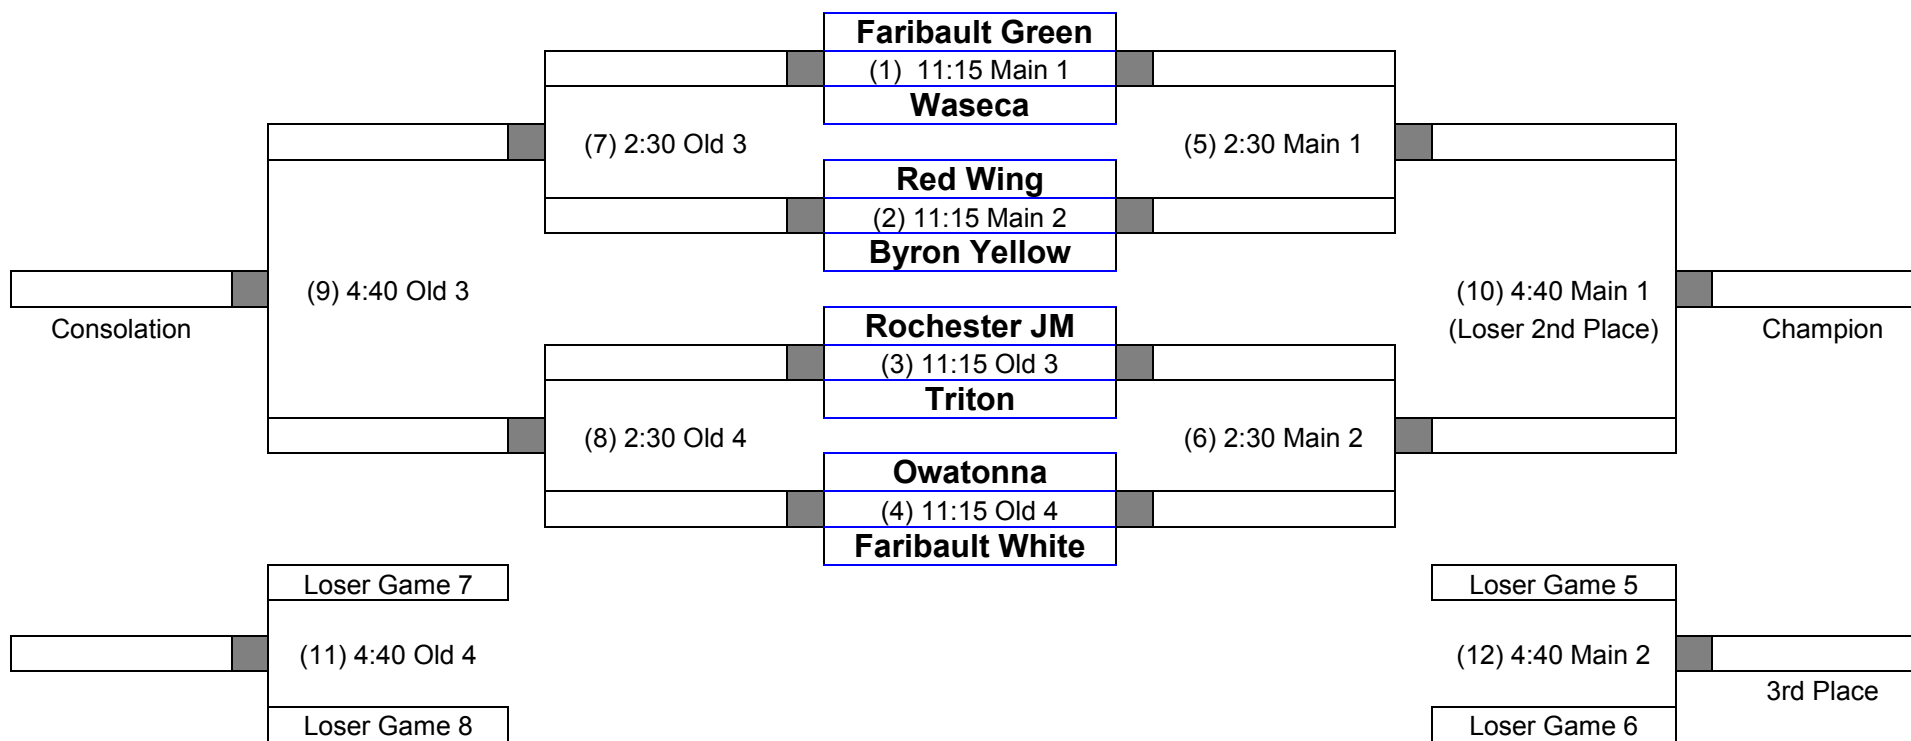 Faribault Green
(1) 11:15 Main 1
Waseca
(7) 2:30 Old 3
(5) 2:30 Main 1
Red Wing
(2) 11:15 Main 2
Byron Yellow
(9) 4:40 Old 3
(10) 4:40 Main 1
Consolation
Rochester JM
(Loser 2nd Place)
Champion
(3) 11:15 Old 3
Triton
(8) 2:30 Old 4
(6) 2:30 Main 2
Owatonna
(4) 11:15 Old 4
Faribault White
Loser Game 7
Loser Game 5
(11) 4:40 Old 4
(12) 4:40 Main 2
3rd Place
Loser Game 8
Loser Game 6